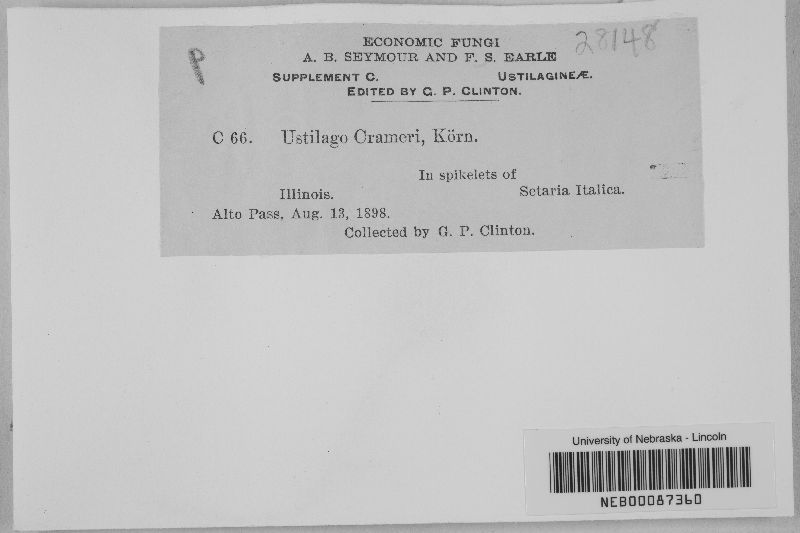 ECONOMIC FUNGI
28148
P
A. B. SEYMOUR AND F. S. EARLE
SUPPLEMENT C. USTILAGINEÆ.
EDITED BY G. P. CLINTON.
C 66. Ustilago Crameri, Körn.
In spikelets of
Setaria Italica.
Illinois.
Alto Pass, Aug. 13, 1898.
Collected by G. P. Clinton.
University of Nebraska - Lincoln
NEB00087360